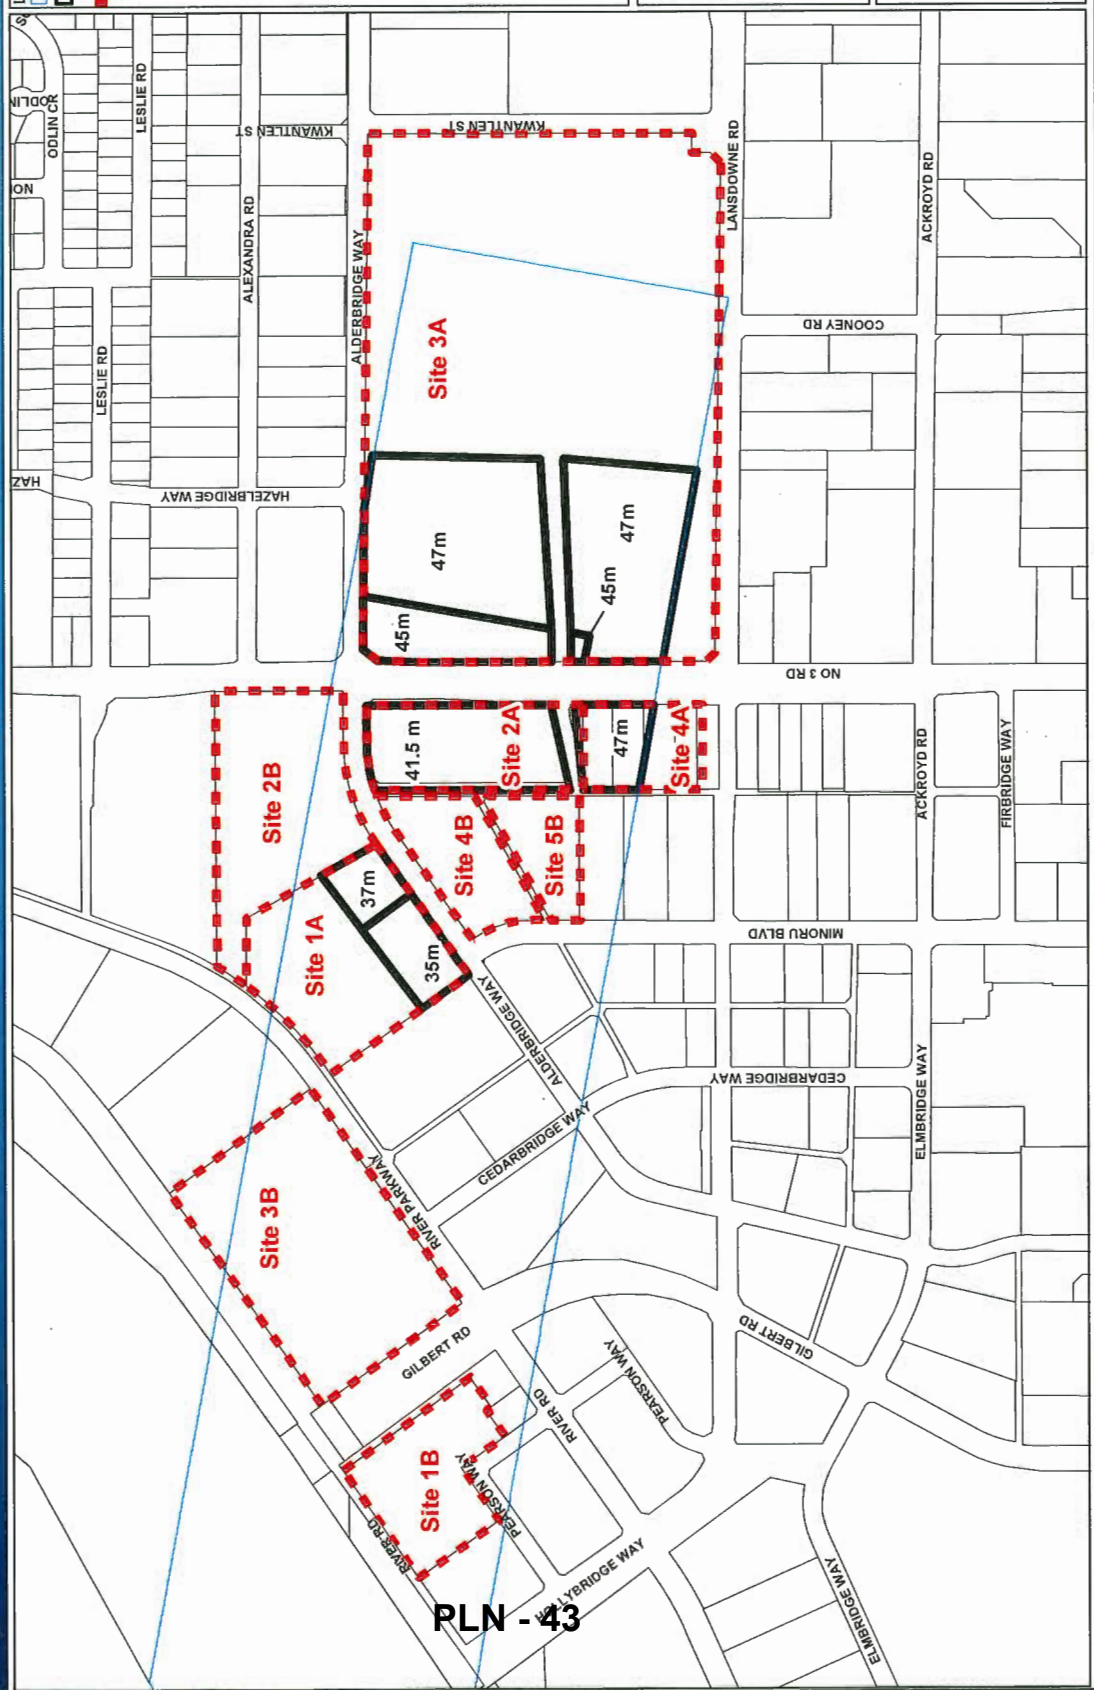 ODLIN
ODLIN CR
LESLIE RD
KWANTLEN ST
KWANTLEN ST
LANSDOWNE RD
ACKROYD RD
ALEXANDRA RD
ALDERBRIDGE WAY
COONEY RD
Site 3A
LESLIE RD
HAZ
HAZELBRIDGE WAY
47m
47m
45m
45m
NO 3 RD
Site 2B
41.5 m
Site 2A
47m
Site 4A
ACKROYD RD
FIRBRIDGE WAY
37m
Site 4B
Site 5B
Site 1A
35m
MINORU BLVD
ALDERBRIDGE WAY
CEDARBRIDGE WAY
CEDARBRIDGE WAY
ELMBRIDGE WAY
RIVER PARKWAY
Site 3B
GILBERT RD
GILBERT RD
PEARSON WAY
RIVER RD
Site 1B
PEARSON WAY
RIVER RD
HOLLYBRIDGE WAY
ELMBRIDGE WAY
PLN - 43